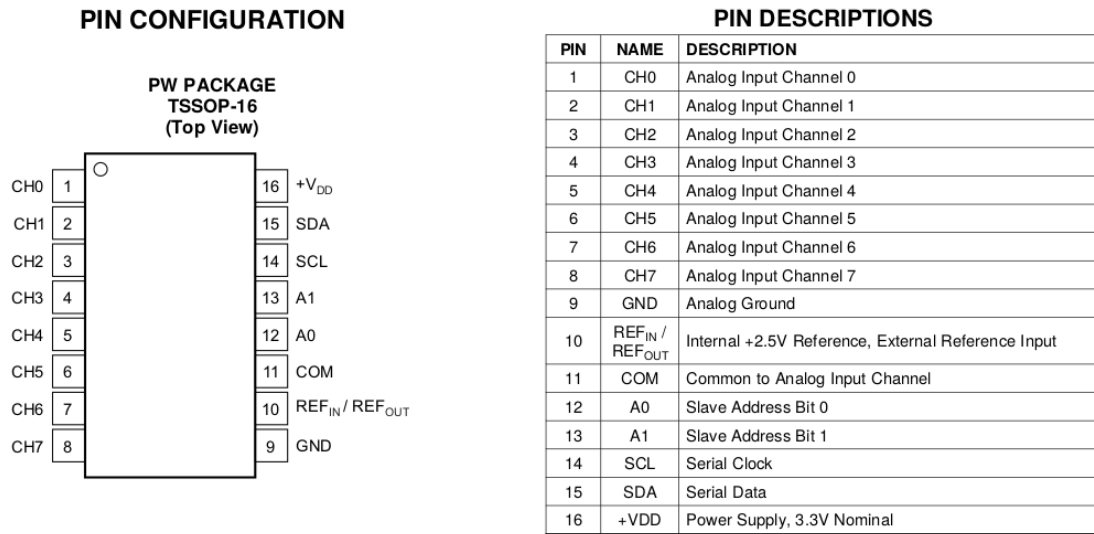 PIN CONFIGURATION
PW PACKAGE
TSSOP-16
(Top View)
CH0 1 16 +VDD
CH1 2 15 SDA
CH2 3 14 SCL
CH3 4 13 A1
CH4 5 12 A0
CH5 6 11 COM
CH6 7 10 REFIN / REFOUT
CH7 8 9 GND
PIN DESCRIPTIONS
PIN NAME DESCRIPTION
1 CH0 Analog Input Channel 0
2 CH1 Analog Input Channel 1
3 CH2 Analog Input Channel 2
4 CH3 Analog Input Channel 3
5 CH4 Analog Input Channel 4
6 CH5 Analog Input Channel 5
7 CH6 Analog Input Channel 6
8 CH7 Analog Input Channel 7
9 GND Analog Ground
10 REFIN / REFOUT Internal +2.5V Reference, External Reference Input
11 COM Common to Analog Input Channel
12 A0 Slave Address Bit 0
13 A1 Slave Address Bit 1
14 SCL Serial Clock
15 SDA Serial Data
16 +VDD Power Supply, 3.3V Nominal